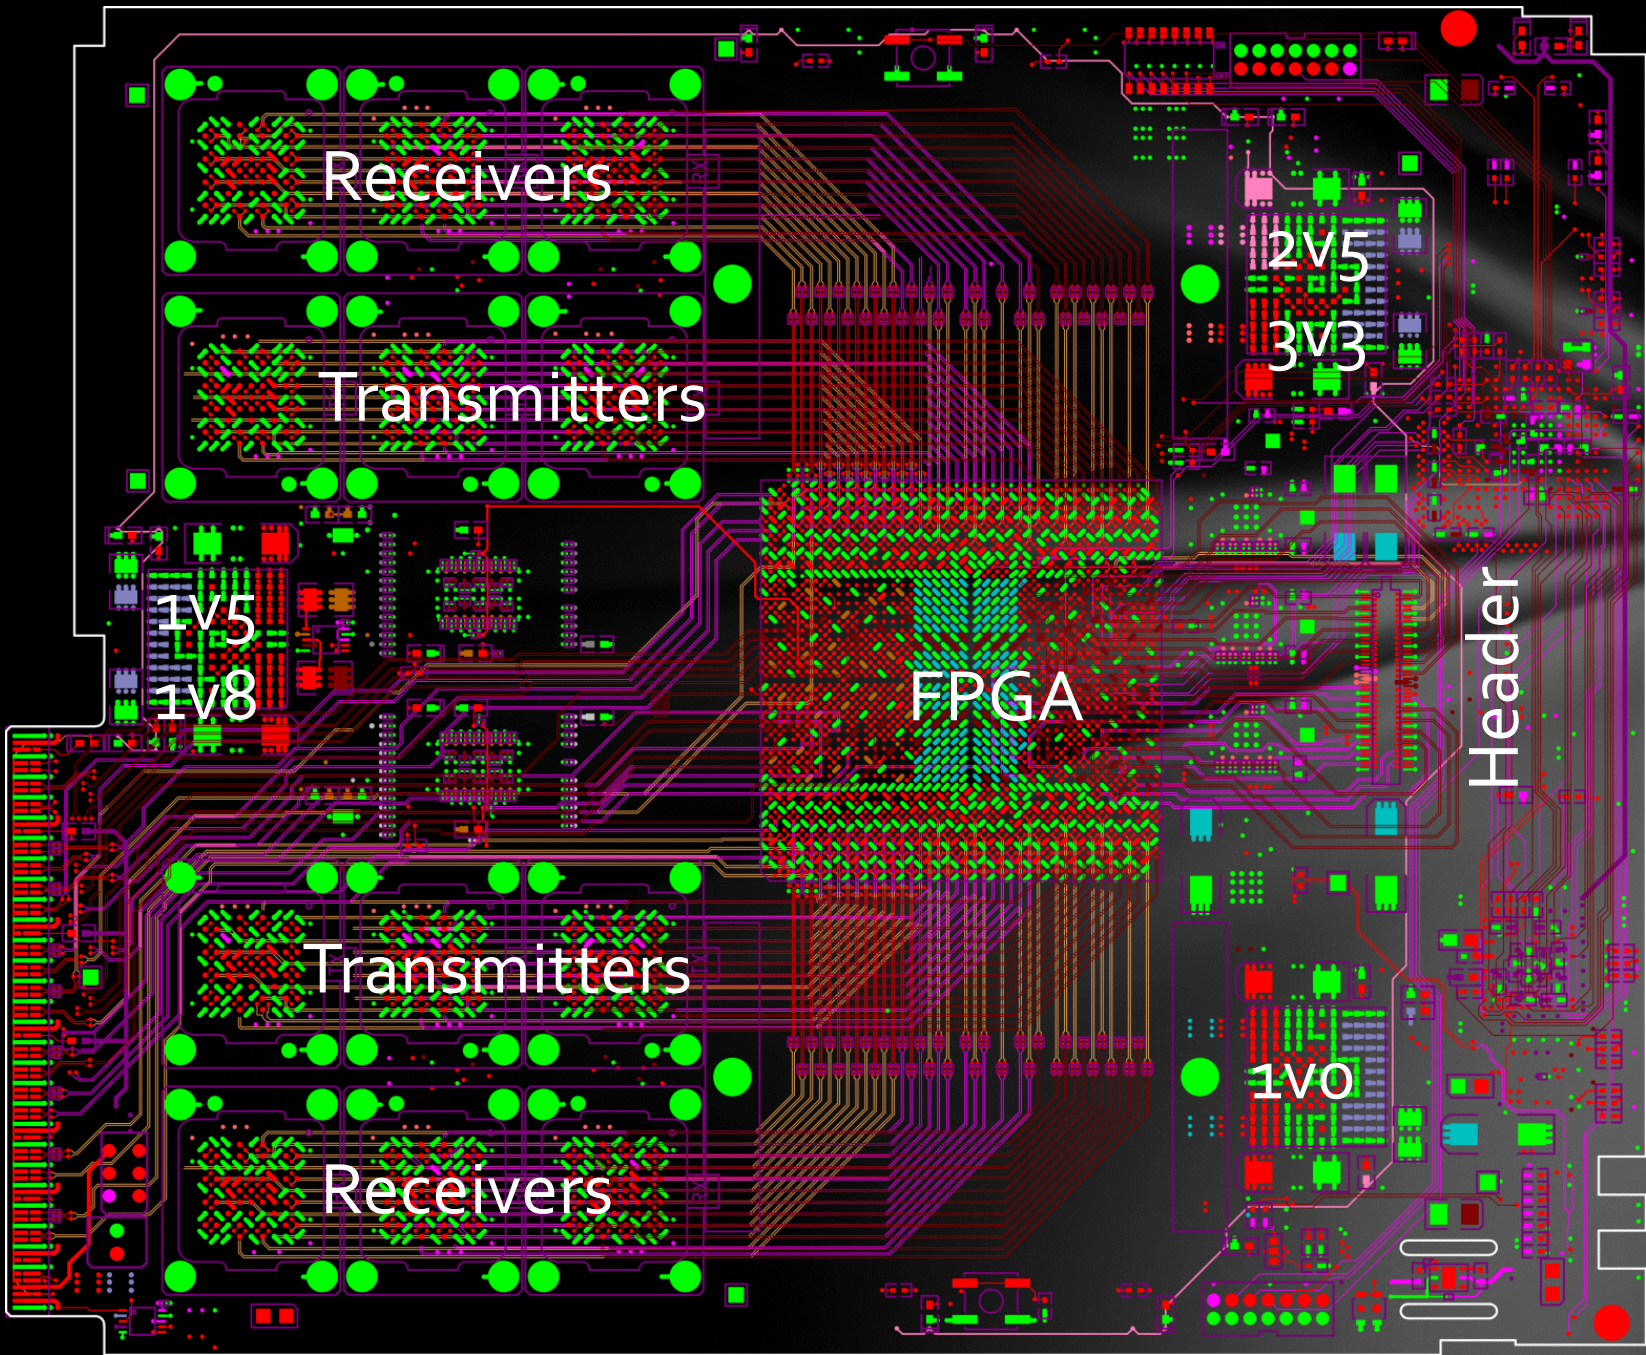 Receivers
2v5
3v3
Transmitters
1v5
1v8
FPGA
Header
Transmitters
1v0
Receivers